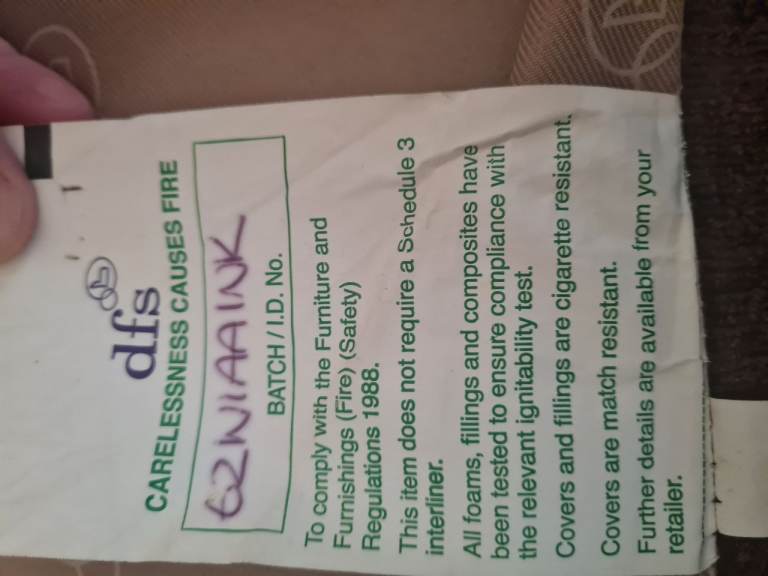 dfs
CARELESSNESS CAUSES FIRE
62W1AA1NK
BATCH / I.D. No.
To comply with the Furniture and
Furnishings (Fire) (Safety)
Regulations 1988.
This item does not require a Schedule 3
interliner.
All foams, fillings and composites have
been tested to ensure compliance with
the relevant ignitability test.
Covers and fillings are cigarette resistant.
Covers are match resistant.
Further details are available from your
retailer.